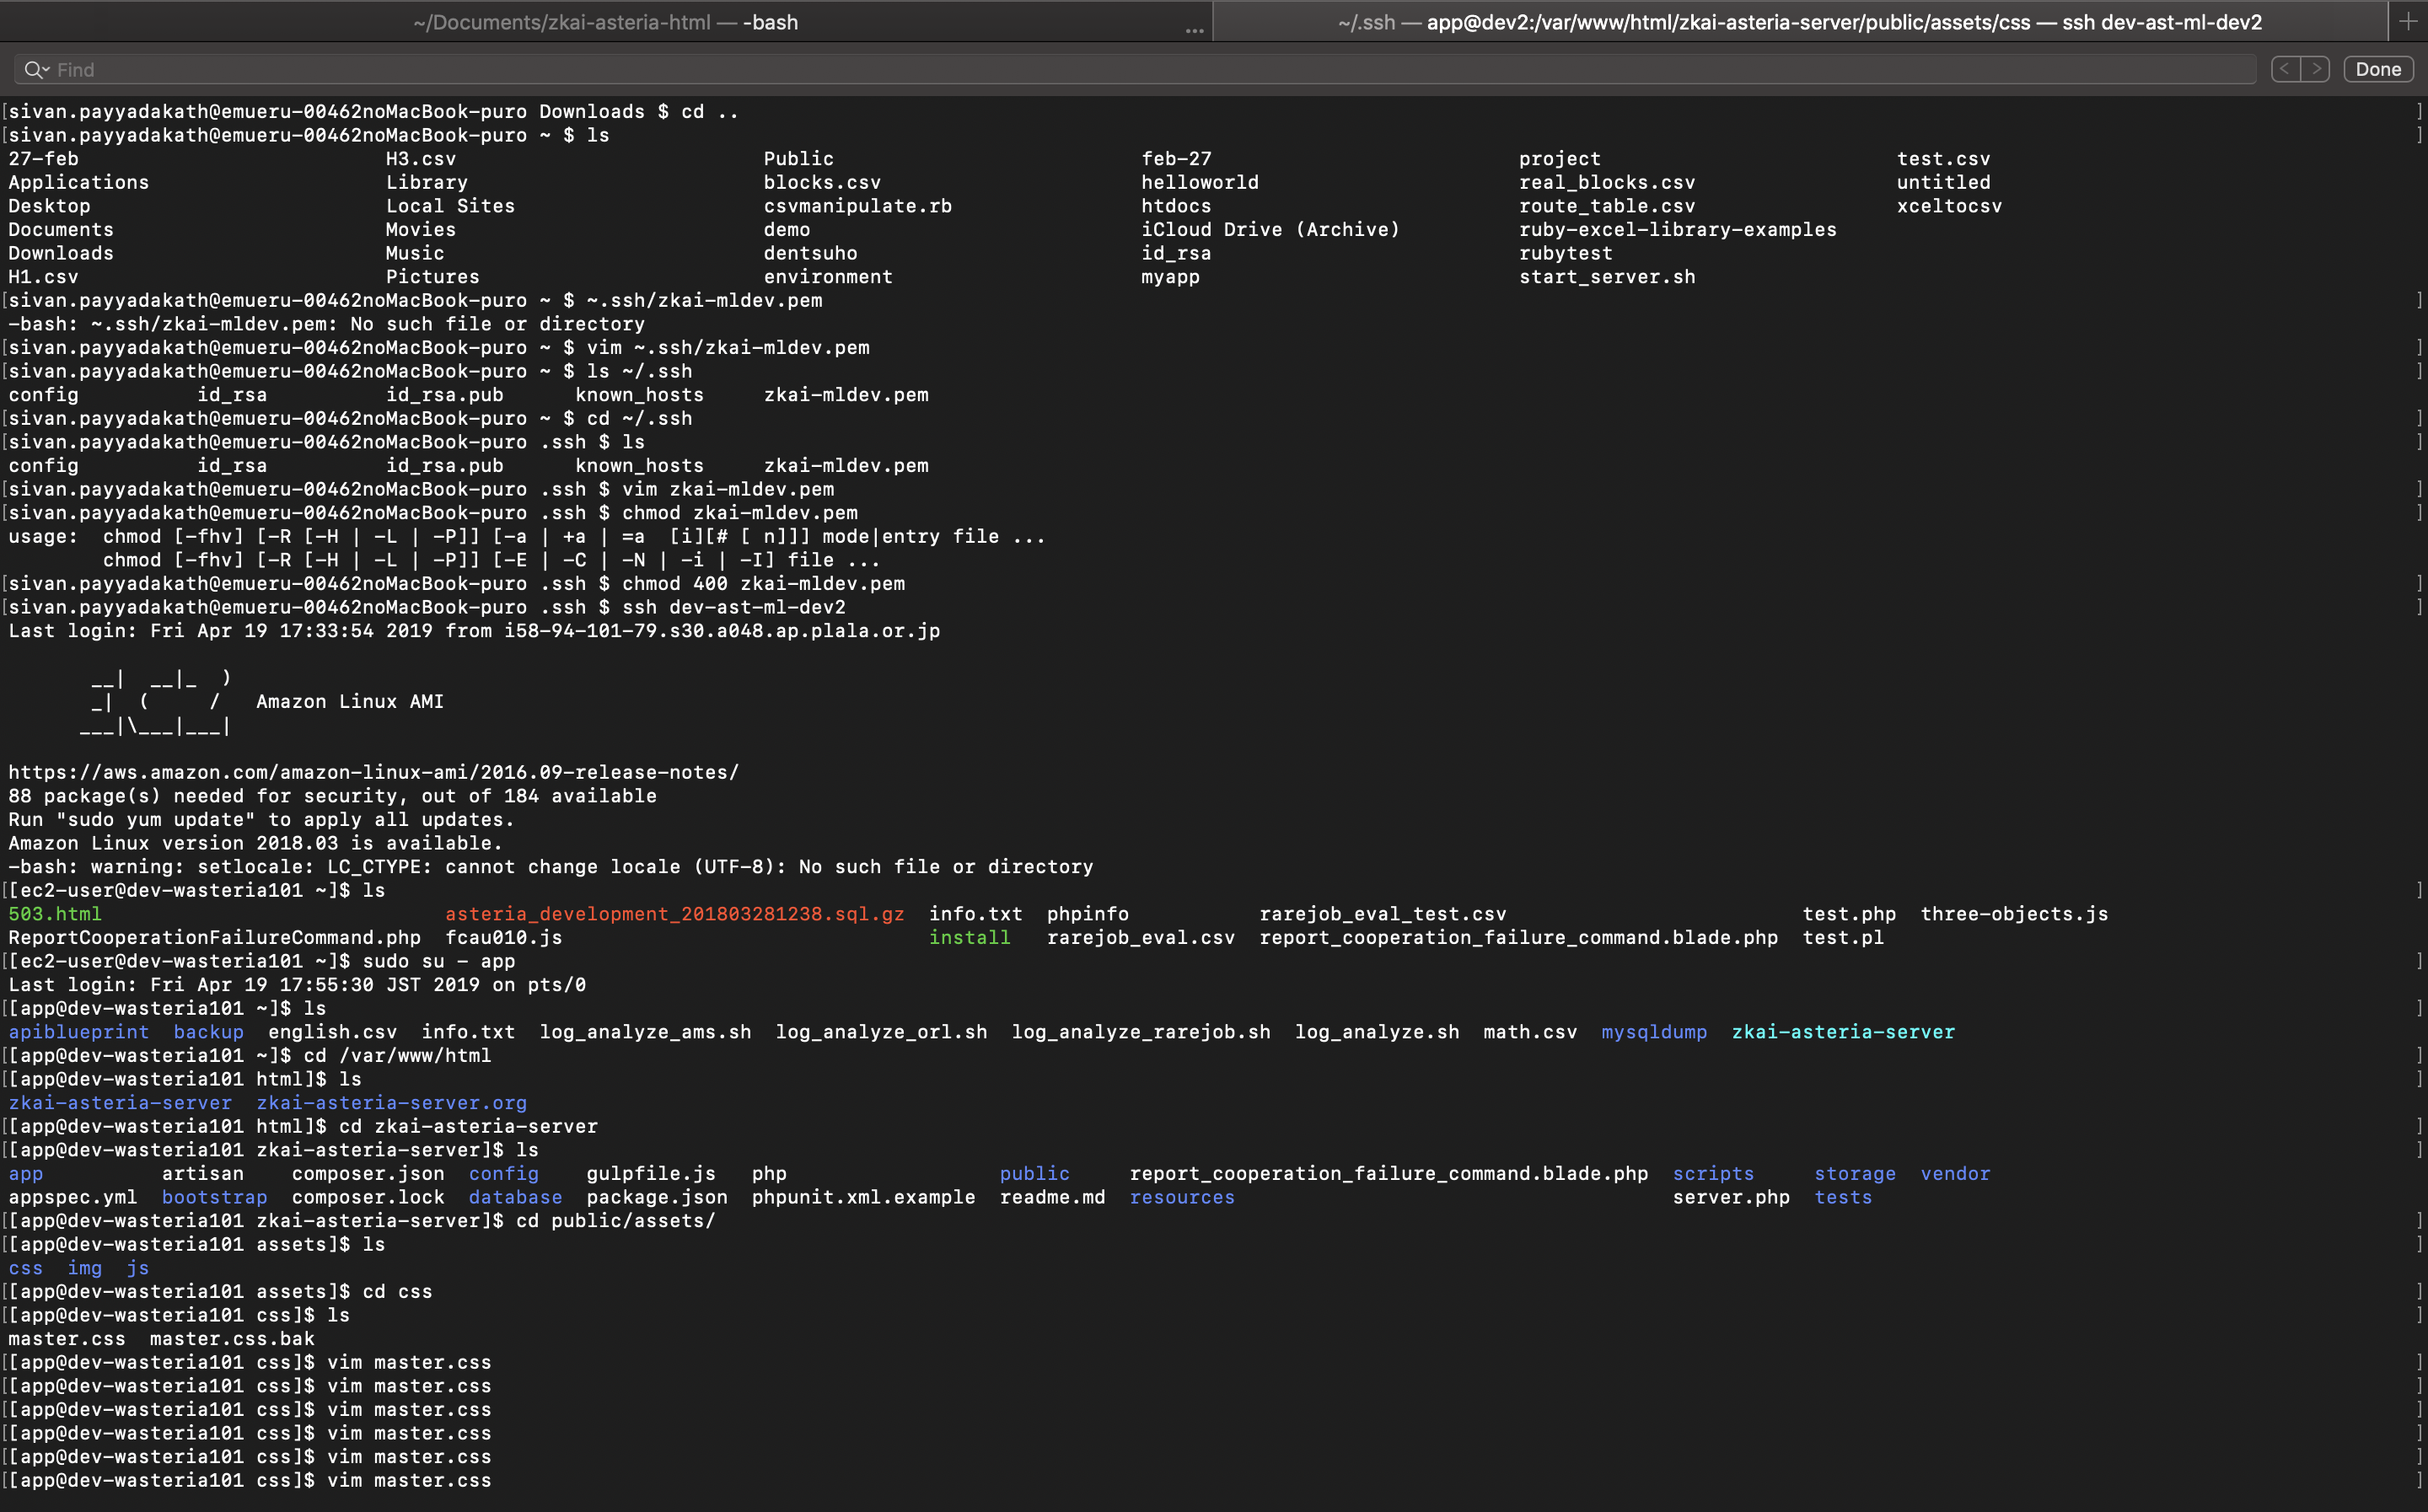 ~/Documents/zkai-asteria-html — -bash ... ~/.ssh — app@dev2:/var/www/html/zkai-asteria-server/public/assets/css — ssh dev-ast-ml-dev2 +
Find < > Done
[sivan.payyadakath@emueru-00462noMacBook-puro Downloads $ cd .. ]
[sivan.payyadakath@emueru-00462noMacBook-puro ~ $ ls ]
27-feb H3.csv Public feb-27 project test.csv
Applications Library blocks.csv helloworld real_blocks.csv untitled
Desktop Local Sites csvmanipulate.rb htdocs route_table.csv xceltocsv
Documents Movies demo iCloud Drive (Archive) ruby-excel-library-examples
Downloads Music dentsuho id_rsa rubytest
H1.csv Pictures environment myapp start_server.sh
[sivan.payyadakath@emueru-00462noMacBook-puro ~ $ ~.ssh/zkai-mldev.pem ]
-bash: ~.ssh/zkai-mldev.pem: No such file or directory
[sivan.payyadakath@emueru-00462noMacBook-puro ~ $ vim ~.ssh/zkai-mldev.pem ]
[sivan.payyadakath@emueru-00462noMacBook-puro ~ $ ls ~/.ssh ]
config id_rsa id_rsa.pub known_hosts zkai-mldev.pem
[sivan.payyadakath@emueru-00462noMacBook-puro ~ $ cd ~/.ssh ]
[sivan.payyadakath@emueru-00462noMacBook-puro .ssh $ ls ]
config id_rsa id_rsa.pub known_hosts zkai-mldev.pem
[sivan.payyadakath@emueru-00462noMacBook-puro .ssh $ vim zkai-mldev.pem ]
[sivan.payyadakath@emueru-00462noMacBook-puro .ssh $ chmod zkai-mldev.pem ]
usage: chmod [-fhv] [-R [-H | -L | -P]] [-a | +a | =a [i][# [ n]]] mode|entry file ...
chmod [-fhv] [-R [-H | -L | -P]] [-E | -C | -N | -i | -I] file ...
[sivan.payyadakath@emueru-00462noMacBook-puro .ssh $ chmod 400 zkai-mldev.pem ]
[sivan.payyadakath@emueru-00462noMacBook-puro .ssh $ ssh dev-ast-ml-dev2 ]
Last login: Fri Apr 19 17:33:54 2019 from i58-94-101-79.s30.a048.ap.plala.or.jp
__| __|_ )
_| ( / Amazon Linux AMI
___|\___|___|
https://aws.amazon.com/amazon-linux-ami/2016.09-release-notes/
88 package(s) needed for security, out of 184 available
Run "sudo yum update" to apply all updates.
Amazon Linux version 2018.03 is available.
-bash: warning: setlocale: LC_CTYPE: cannot change locale (UTF-8): No such file or directory
[[ec2-user@dev-wasteria101 ~]$ ls ]
503.html asteria_development_201803281238.sql.gz info.txt phpinfo rarejob_eval_test.csv test.php three-objects.js
ReportCooperationFailureCommand.php fcau010.js install rarejob_eval.csv report_cooperation_failure_command.blade.php test.pl
[[ec2-user@dev-wasteria101 ~]$ sudo su - app ]
Last login: Fri Apr 19 17:55:30 JST 2019 on pts/0
[[app@dev-wasteria101 ~]$ ls ]
apiblueprint backup english.csv info.txt log_analyze_ams.sh log_analyze_orl.sh log_analyze_rarejob.sh log_analyze.sh math.csv mysqldump zkai-asteria-server
[[app@dev-wasteria101 ~]$ cd /var/www/html ]
[[app@dev-wasteria101 html]$ ls ]
zkai-asteria-server zkai-asteria-server.org
[[app@dev-wasteria101 html]$ cd zkai-asteria-server ]
[[app@dev-wasteria101 zkai-asteria-server]$ ls ]
app artisan composer.json config gulpfile.js php public report_cooperation_failure_command.blade.php scripts storage vendor
appspec.yml bootstrap composer.lock database package.json phpunit.xml.example readme.md resources server.php tests
[[app@dev-wasteria101 zkai-asteria-server]$ cd public/assets/ ]
[[app@dev-wasteria101 assets]$ ls ]
css img js
[[app@dev-wasteria101 assets]$ cd css ]
[[app@dev-wasteria101 css]$ ls ]
master.css master.css.bak
[[app@dev-wasteria101 css]$ vim master.css ]
[[app@dev-wasteria101 css]$ vim master.css ]
[[app@dev-wasteria101 css]$ vim master.css ]
[[app@dev-wasteria101 css]$ vim master.css ]
[[app@dev-wasteria101 css]$ vim master.css ]
[[app@dev-wasteria101 css]$ vim master.css ]